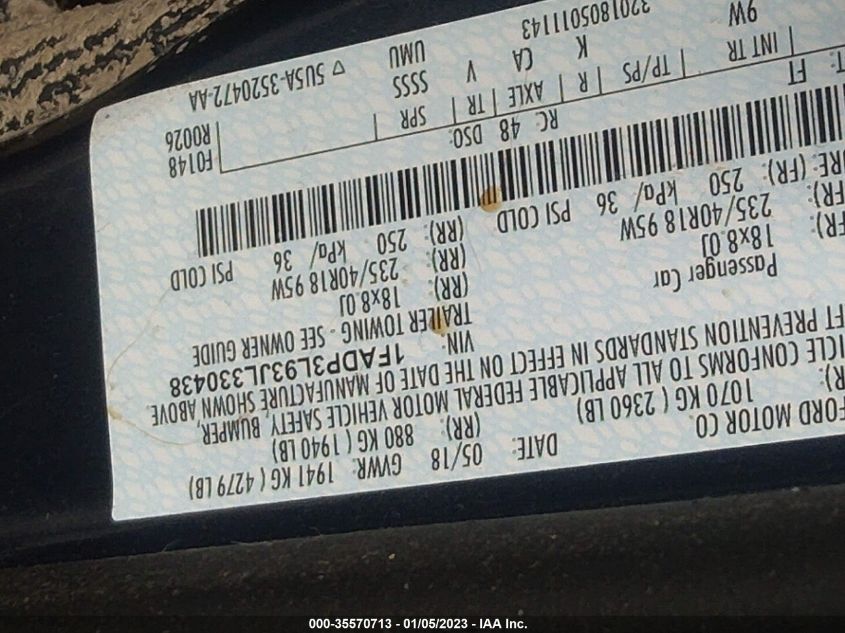 FORD MOTOR CO DATE: 05/18 GVWR: 1941 KG ( 4279 LB)
R): 1070 KG ( 2360 LB) (RR): 880 KG ( 1940 LB)
ICLE CONFORMS TO ALL APPLICABLE FEDERAL MOTOR VEHICLE SAFETY, BUMPER,
FT PREVENTION STANDARDS IN EFFECT ON THE DATE OF MANUFACTURE SHOWN ABOVE
VIN: 1FADP3L93JL330438
Passenger Car TRAILER TOWING - SEE OWNER GUIDE
FR): 18x8.0J (RR): 18x8.0J
(FR): 235/40R18 95W (RR): 235/40R18 95W
RE: (FR): 250 kPa/ 36 PSI COLD (RR): 250 kPa/ 36 PSI COLD
RC: 48 DSO: F0148
R0026
T: FT | INT TR | TP/PS | R | AXLE | TR | SPR |
9W K CA V SSSS
3201805011143 UMU ▽ 5U5A-3520472-AA
000-35570713 - 01/05/2023 - IAA Inc.